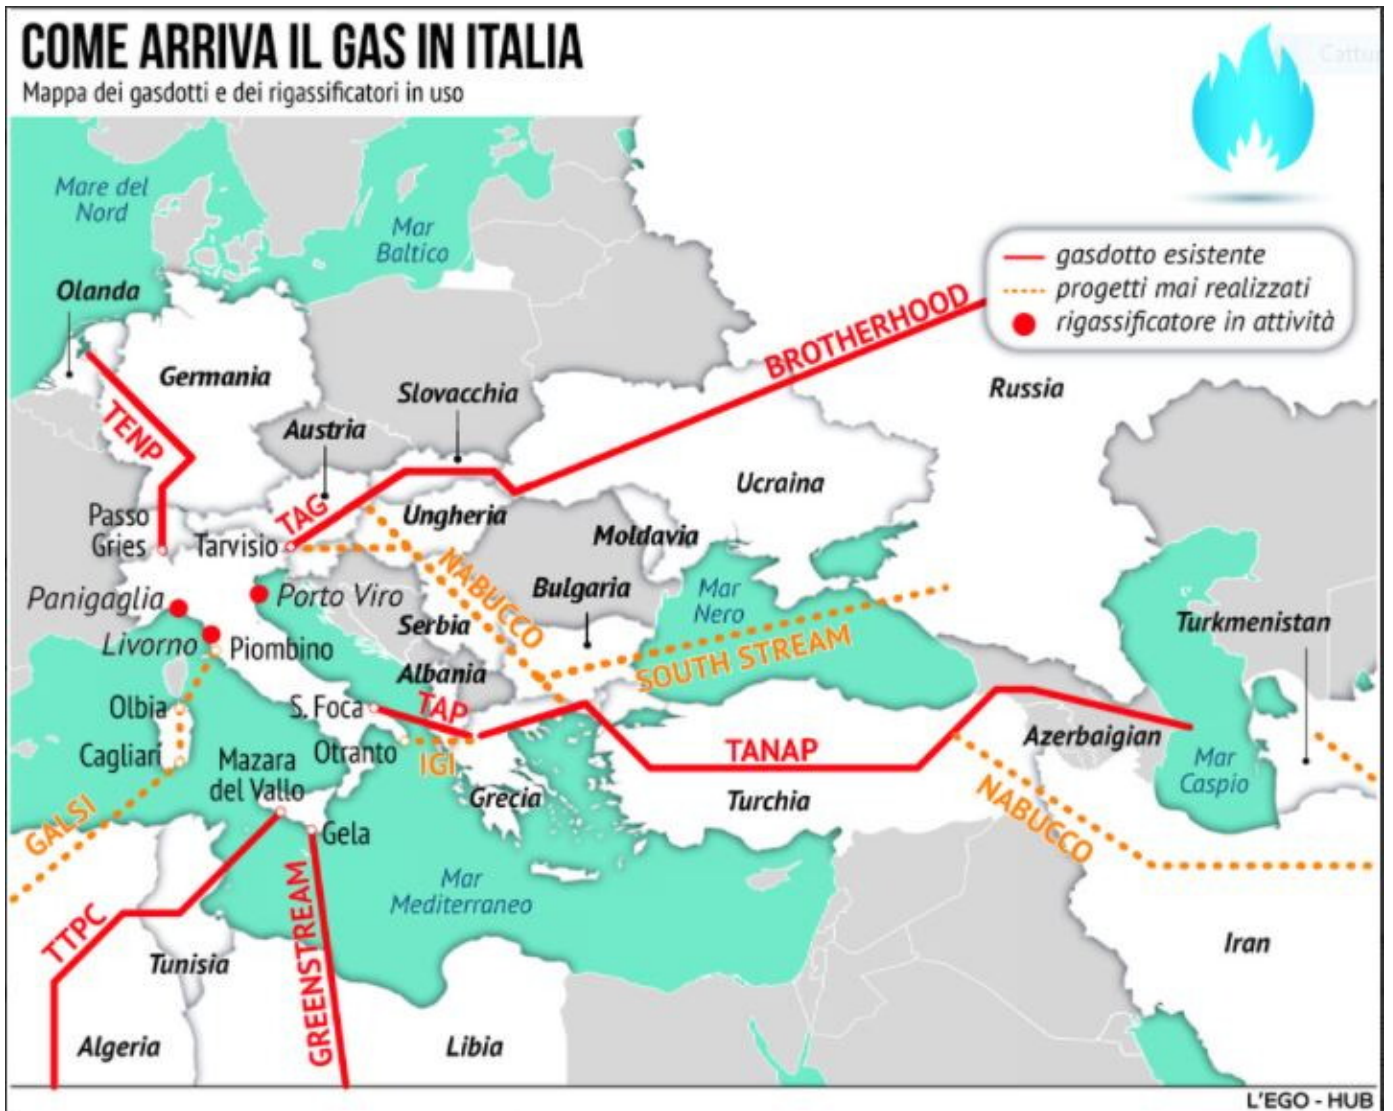 COME ARRIVA IL GAS IN ITALIA
Mappa dei gasdotti e dei rigassificatori in uso
Mare del
Nord
Mar
Baltico
gasdotto esistente
progetti mai realizzati
rigassificatore in attività
Olanda
BROTHERHOOD
Germania
Slovacchia
Russia
TENP
Austria
Ucraina
Passo
Gries
TAG
Ungheria
Tarvisio
Moldavia
NABUCCO
Bulgaria
Mar
Nero
Panigaglia
Porto Viro
Serbia
Turkmenistan
Livorno
Piombino
SOUTH STREAM
Albania
Olbia
S. Foca
TAP
Azerbaigian
Cagliari
Mazara
del Vallo
Otranto
IGI
TANAP
Mar
Caspio
Grecia
Turchia
NABUCCO
GALSI
Gela
Mar
Mediterraneo
TTPC
GREENSTREAM
Tunisia
Iran
Algeria
Libia
L'EGO - HUB